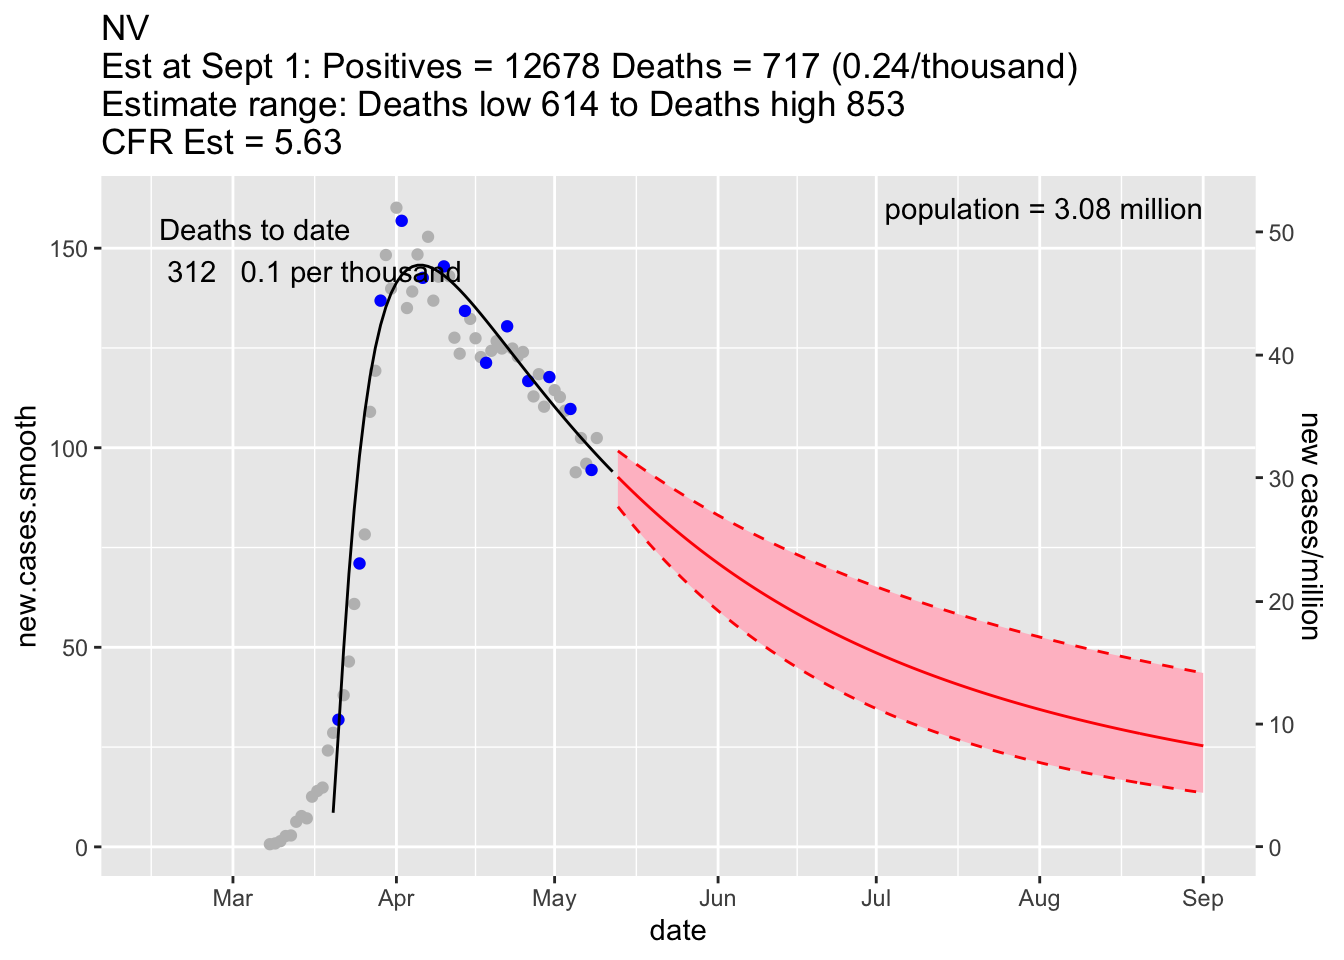 NV
Est at Sept 1: Positives = 12678 Deaths = 717 (0.24/thousand)
Estimate range: Deaths low 614 to Deaths high 853
CFR Est = 5.63
Deaths to date
312 0.1 per thousand
population = 3.08 million
150
100
50
0
new.cases.smooth
50
40
30
20
10
0
new cases/million
Mar Apr May Jun Jul Aug Sep
date